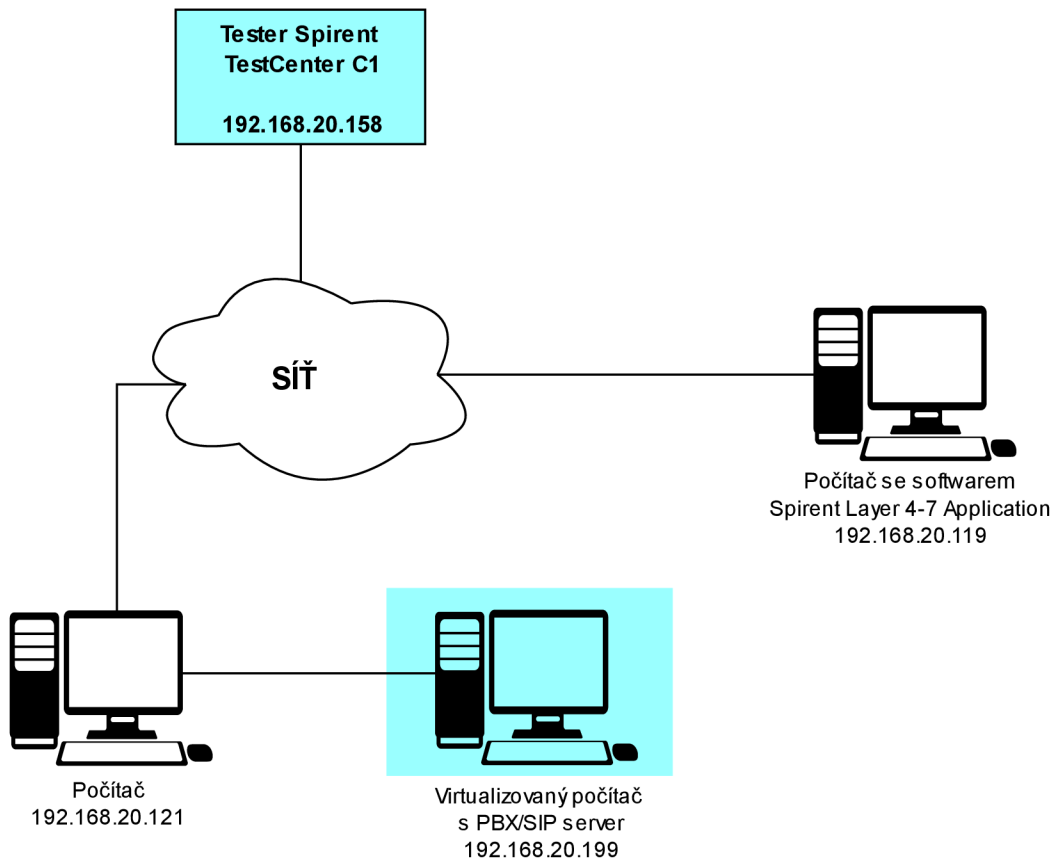 Tester Spirent
TestCenter C1
192.168.20.158
SÍŤ
Počítač se softwarem
Spirent Layer 4-7 Application
192.168.20.119
Počítač
192.168.20.121
Virtualizovaný počítač
s PBX/SIP server
192.168.20.199